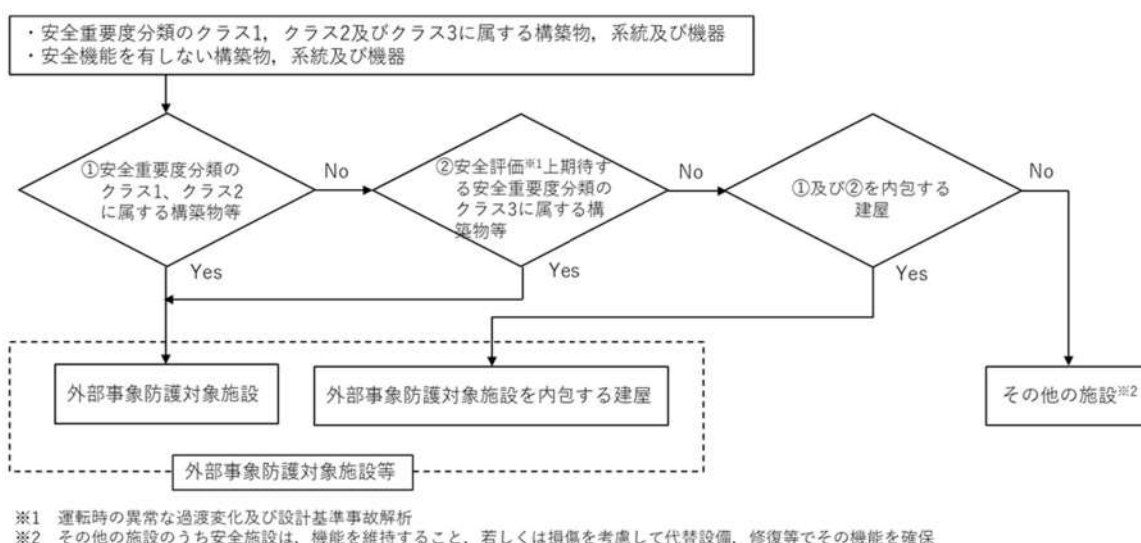 ・安全重要度分類のクラス1，クラス2及びクラス3に属する構築物，系統及び機器
・安全機能を有しない構築物，系統及び機器
①安全重要度分類の
クラス1、クラス2
に属する構築物等
No
②安全評価※1上期待す
る安全重要度分類の
クラス3に属する構
築物等
No
①及び②を内包する
建屋
No
Yes
Yes
Yes
外部事象防護対象施設
外部事象防護対象施設を内包する建屋
その他の施設※2
外部事象防護対象施設等
※1　運転時の異常な過渡変化及び設計基準事故解析
※2　その他の施設のうち安全施設は，機能を維持すること，若しくは損傷を考慮して代替設備，修復等でその機能を確保